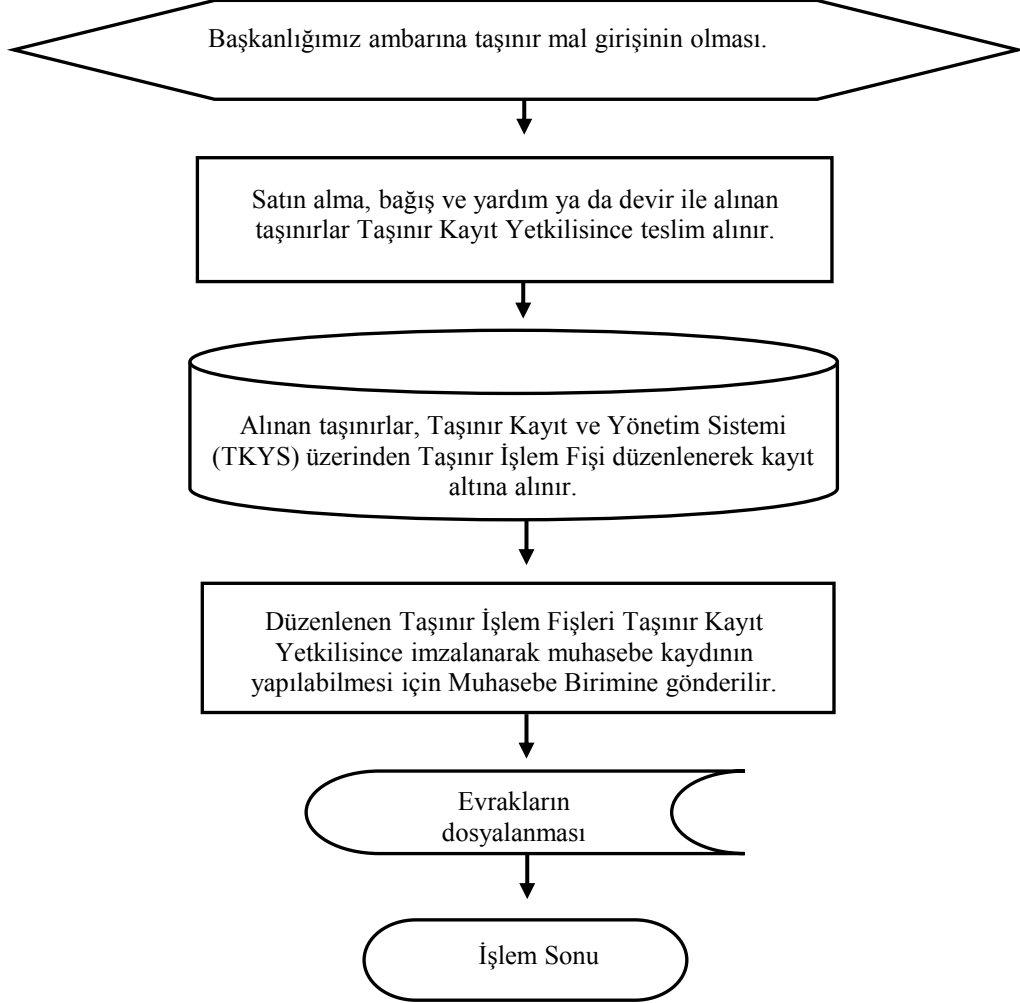 Başkanlığımız ambarına taşınır mal girişinin olması.
Satın alma, bağış ve yardım ya da devir ile alınan
taşınırlar Taşınır Kayıt Yetkilisince teslim alınır.
Alınan taşınırlar, Taşınır Kayıt ve Yönetim Sistemi
(TKYS) üzerinden Taşınır İşlem Fişi düzenlenerek kayıt
altına alınır.
Düzenlenen Taşınır İşlem Fişleri Taşınır Kayıt
Yetkilisince imzalanarak muhasebe kaydının
yapılabilmesi için Muhasebe Birimine gönderilir.
Evrakların
dosyalanması
İşlem Sonu